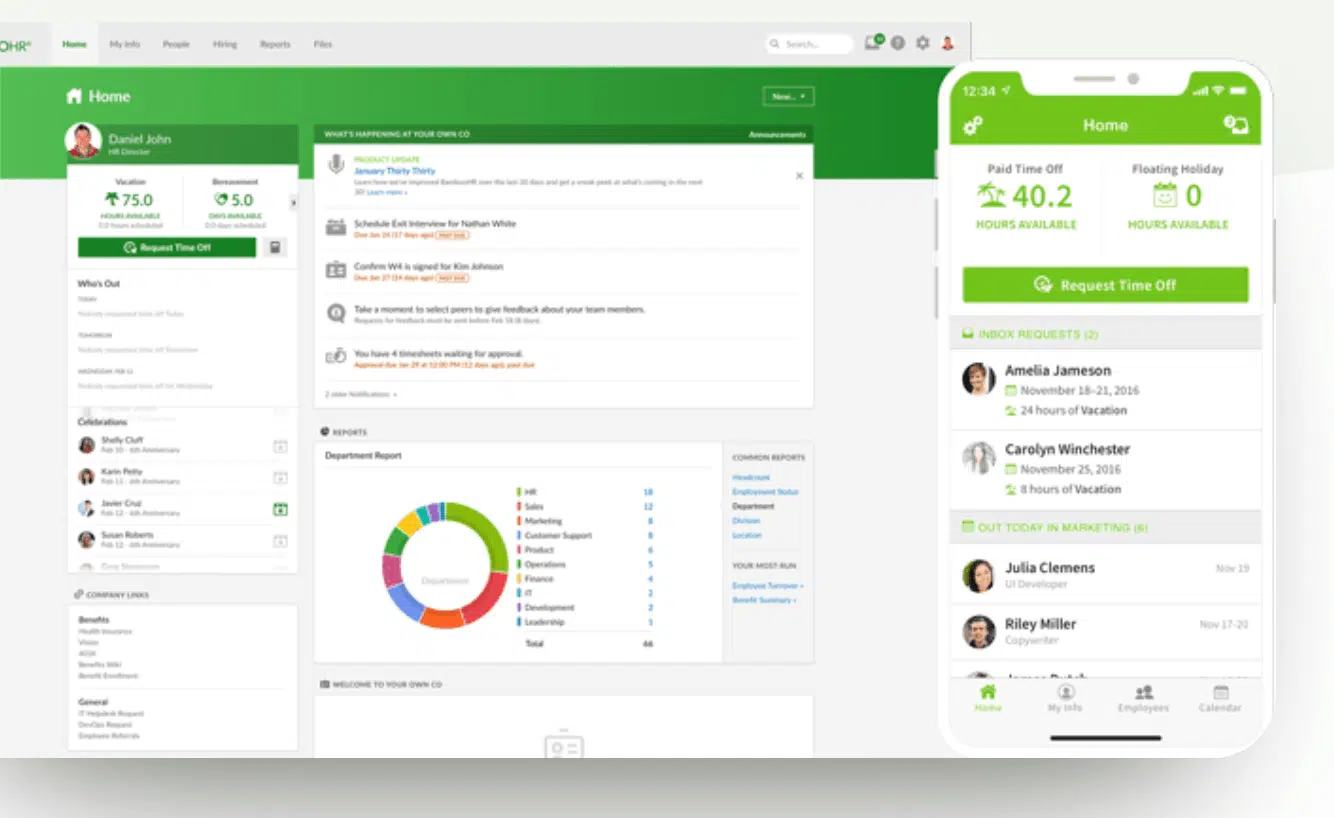 OHR
Home
My Info
People
Hiring
Reports
Files
Search...
Home
New...
Daniel John
HR Director
Vacation
75.0
HOURS AVAILABLE
0.0 hours scheduled
Bereavement
5.0
DAYS AVAILABLE
0.0 days scheduled
Request Time Off
Who's Out
TODAY
Nobody requested time off Today
TOMORROW
Nobody requested time off Tomorrow
WEDNESDAY, FEB 12
Nobody requested time off for Wednesday
Celebrations
Shelly Cluff
Feb 10 - 6th Anniversary
Karin Petty
Feb 11 - 6th Anniversary
Javier Cruz
Feb 12 - 6th Anniversary
Susan Roberts
Feb 12 - 6th Anniversary
COMPANY LINKS
Benefits
Health Insurance
Vision
401K
Benefits Wiki
Benefit Enrollment
General
IT Helpdesk Request
DevOps Request
Employee Referrals
WHAT'S HAPPENING AT YOUR OWN CO
Announcements
PRODUCT UPDATE
January Thirty Thirty
Learn how we've improved BambooHR over the last 30 days and get a sneak peek at what's coming in the next
30! Learn more »
Schedule Exit Interview for Nathan White
Due Jan 24 (17 days ago) PAST DUE
Confirm W4 is signed for Kim Johnson
Due Jan 27 (14 days ago) PAST DUE
Take a moment to select peers to give feedback about your team members.
Requests for feedback must be sent before Feb 18 (8 days).
You have 4 timesheets waiting for approval.
Approval due Jan 29 at 12:00 PM (12 days ago), past due
2 older Notifications »
REPORTS
Department Report
Department
HR 18
Sales 12
Marketing 8
Customer Support 8
Product 6
Operations 5
Finance 4
IT 2
Development 2
Leadership 1
Total 66
COMMON REPORTS
Headcount
Employment Status
Department
Division
Location
YOUR MOST-RUN
Employee Turnover »
Benefit Summary »
WELCOME TO YOUR OWN CO
12:34
Home
2
Paid Time Off
40.2
HOURS AVAILABLE
Floating Holiday
0
HOURS AVAILABLE
Request Time Off
INBOX REQUESTS (2)
Amelia Jameson
November 18–21, 2016
24 hours of Vacation
Carolyn Winchester
November 25, 2016
8 hours of Vacation
OUT TODAY IN MARKETING (6)
Julia Clemens
Nov 19
UI Developer
Riley Miller
Nov 17-20
Copywriter
Home
My Info
Employees
Calendar